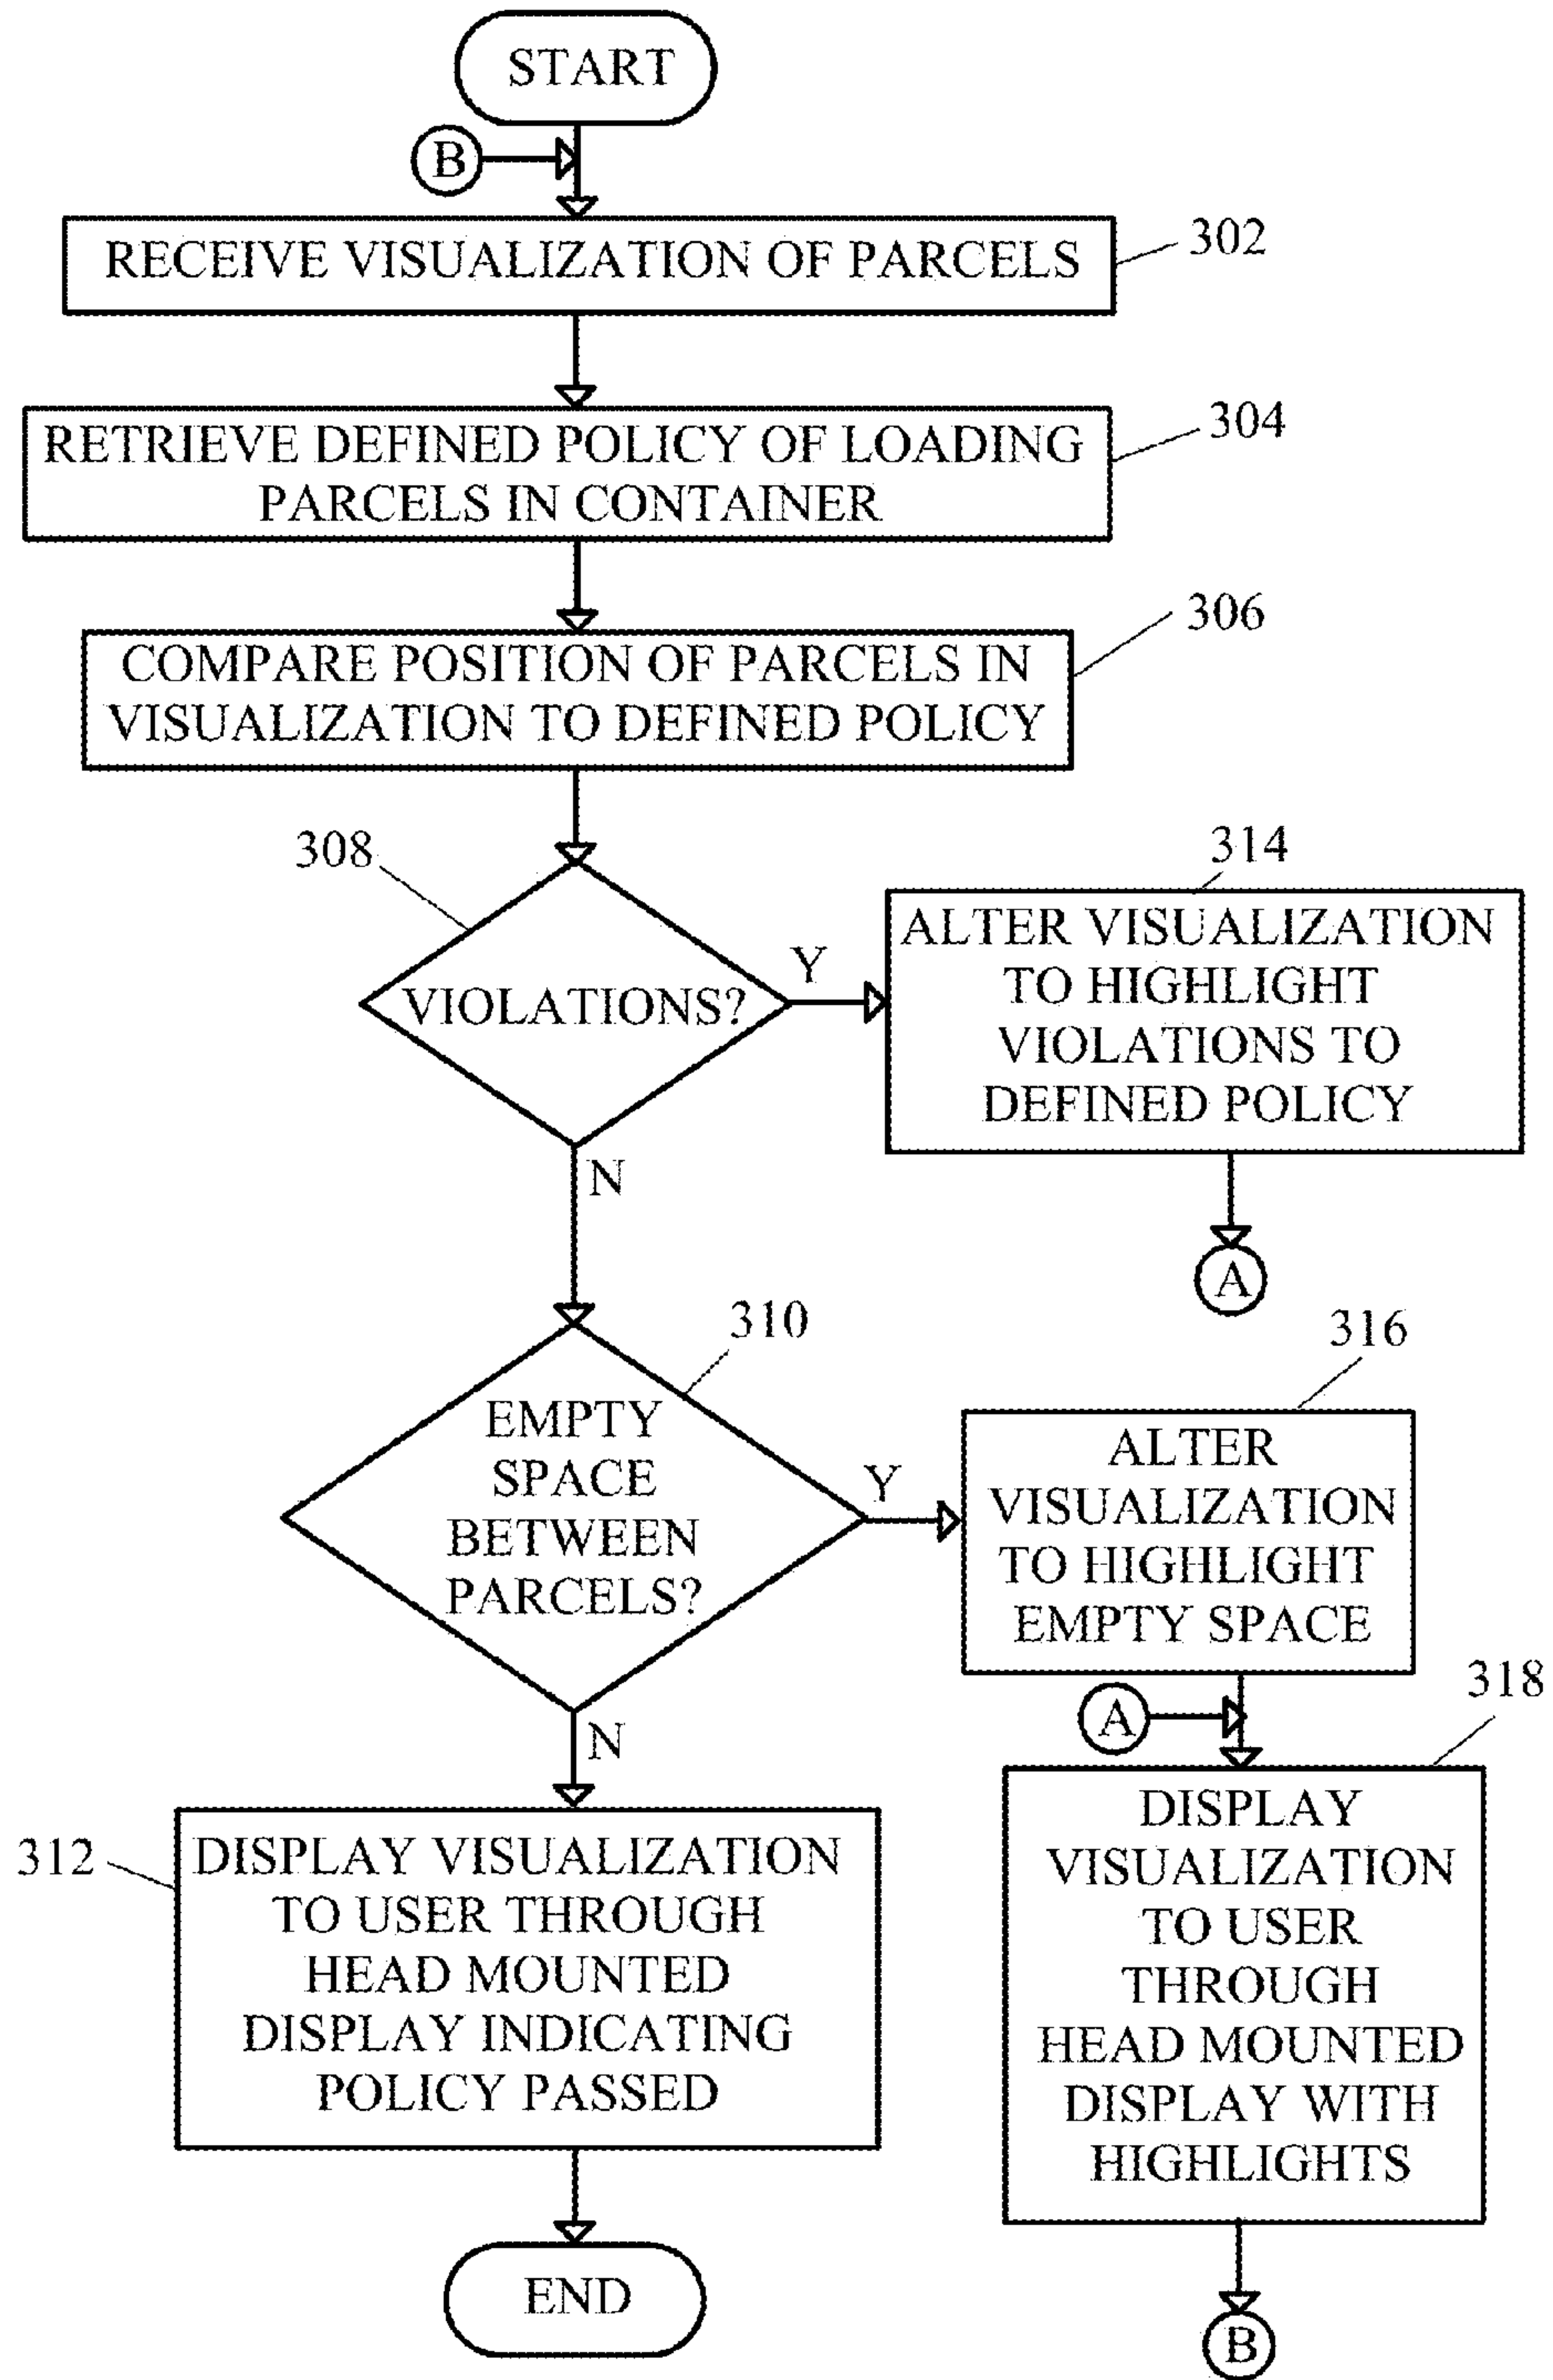 START
B
RECEIVE VISUALIZATION OF PARCELS
302
RETRIEVE DEFINED POLICY OF LOADING
PARCELS IN CONTAINER
304
COMPARE POSITION OF PARCELS IN
VISUALIZATION TO DEFINED POLICY
306
308
VIOLATIONS?
Y
N
314
ALTER VISUALIZATION
TO HIGHLIGHT
VIOLATIONS TO
DEFINED POLICY
A
310
EMPTY
SPACE
BETWEEN
PARCELS?
Y
N
316
ALTER
VISUALIZATION
TO HIGHLIGHT
EMPTY SPACE
A
318
DISPLAY
VISUALIZATION
TO USER
THROUGH
HEAD MOUNTED
DISPLAY WITH
HIGHLIGHTS
B
312
DISPLAY VISUALIZATION
TO USER THROUGH
HEAD MOUNTED
DISPLAY INDICATING
POLICY PASSED
END